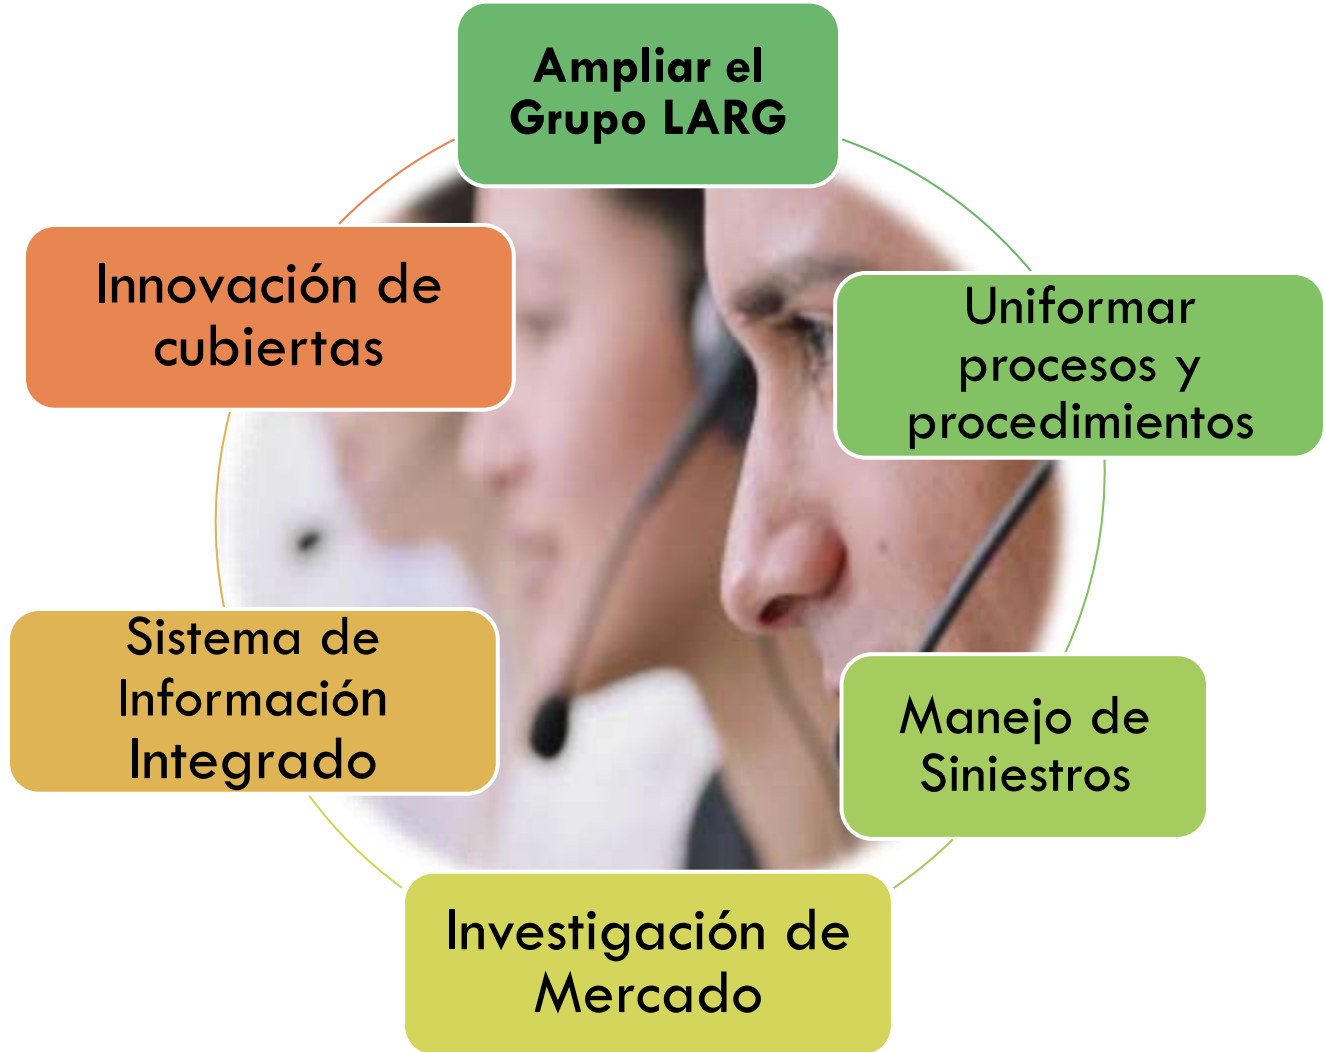 Ampliar el
Grupo LARG
Uniformar
procesos y
procedimientos
Manejo de
Siniestros
Investigación de
Mercado
Sistema de
Información
Integrado
Innovación de
cubiertas